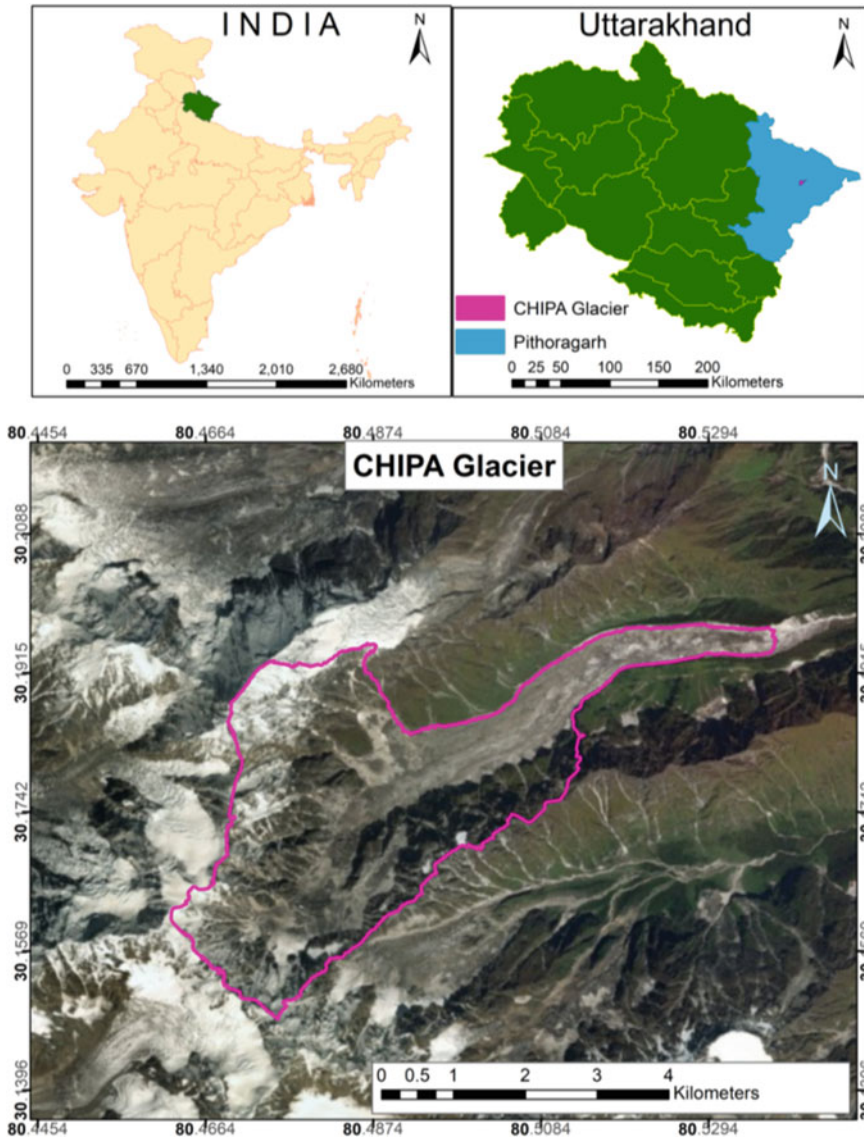 I N D I A
N
0 335 670 1,340 2,010 2,680
Kilometers
Uttarakhand
N
CHIPA Glacier
Pithoragarh
0 25 50 100 150 200
Kilometers
80.4454 80.4664 80.4874 80.5084 80.5294
CHIPA Glacier
N
30.1915
30.1742
30.1569
30.1396
0 0.5 1 2 3 4
Kilometers
80.4454 80.4664 80.4874 80.5084 80.5294